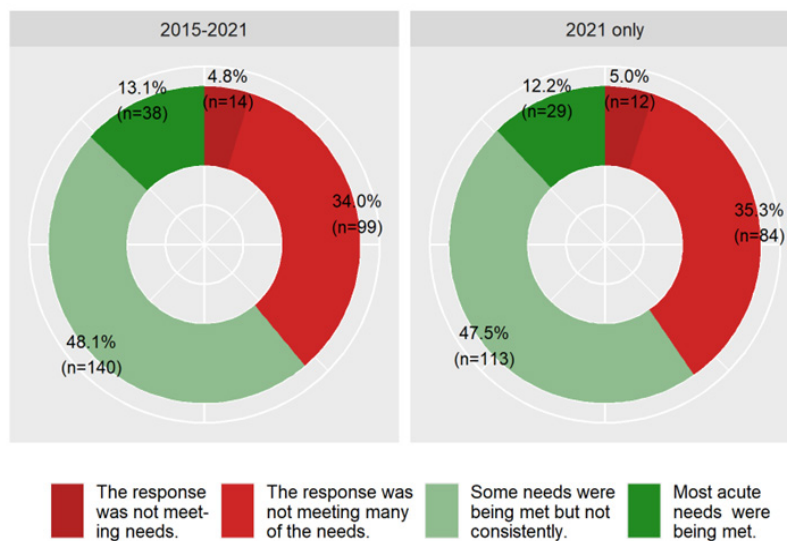 2015-2021
13.1%
(n=38)
4.8%
(n=14)
34.0%
(n=99)
48.1%
(n=140)
2021 only
12.2%
(n=29)
5.0%
(n=12)
35.3%
(n=84)
47.5%
(n=113)
The response
was not meet-
ing needs.
The response was
not meeting many
of the needs.
Some needs were
being met but not
consistently.
Most acute
needs were
being met.